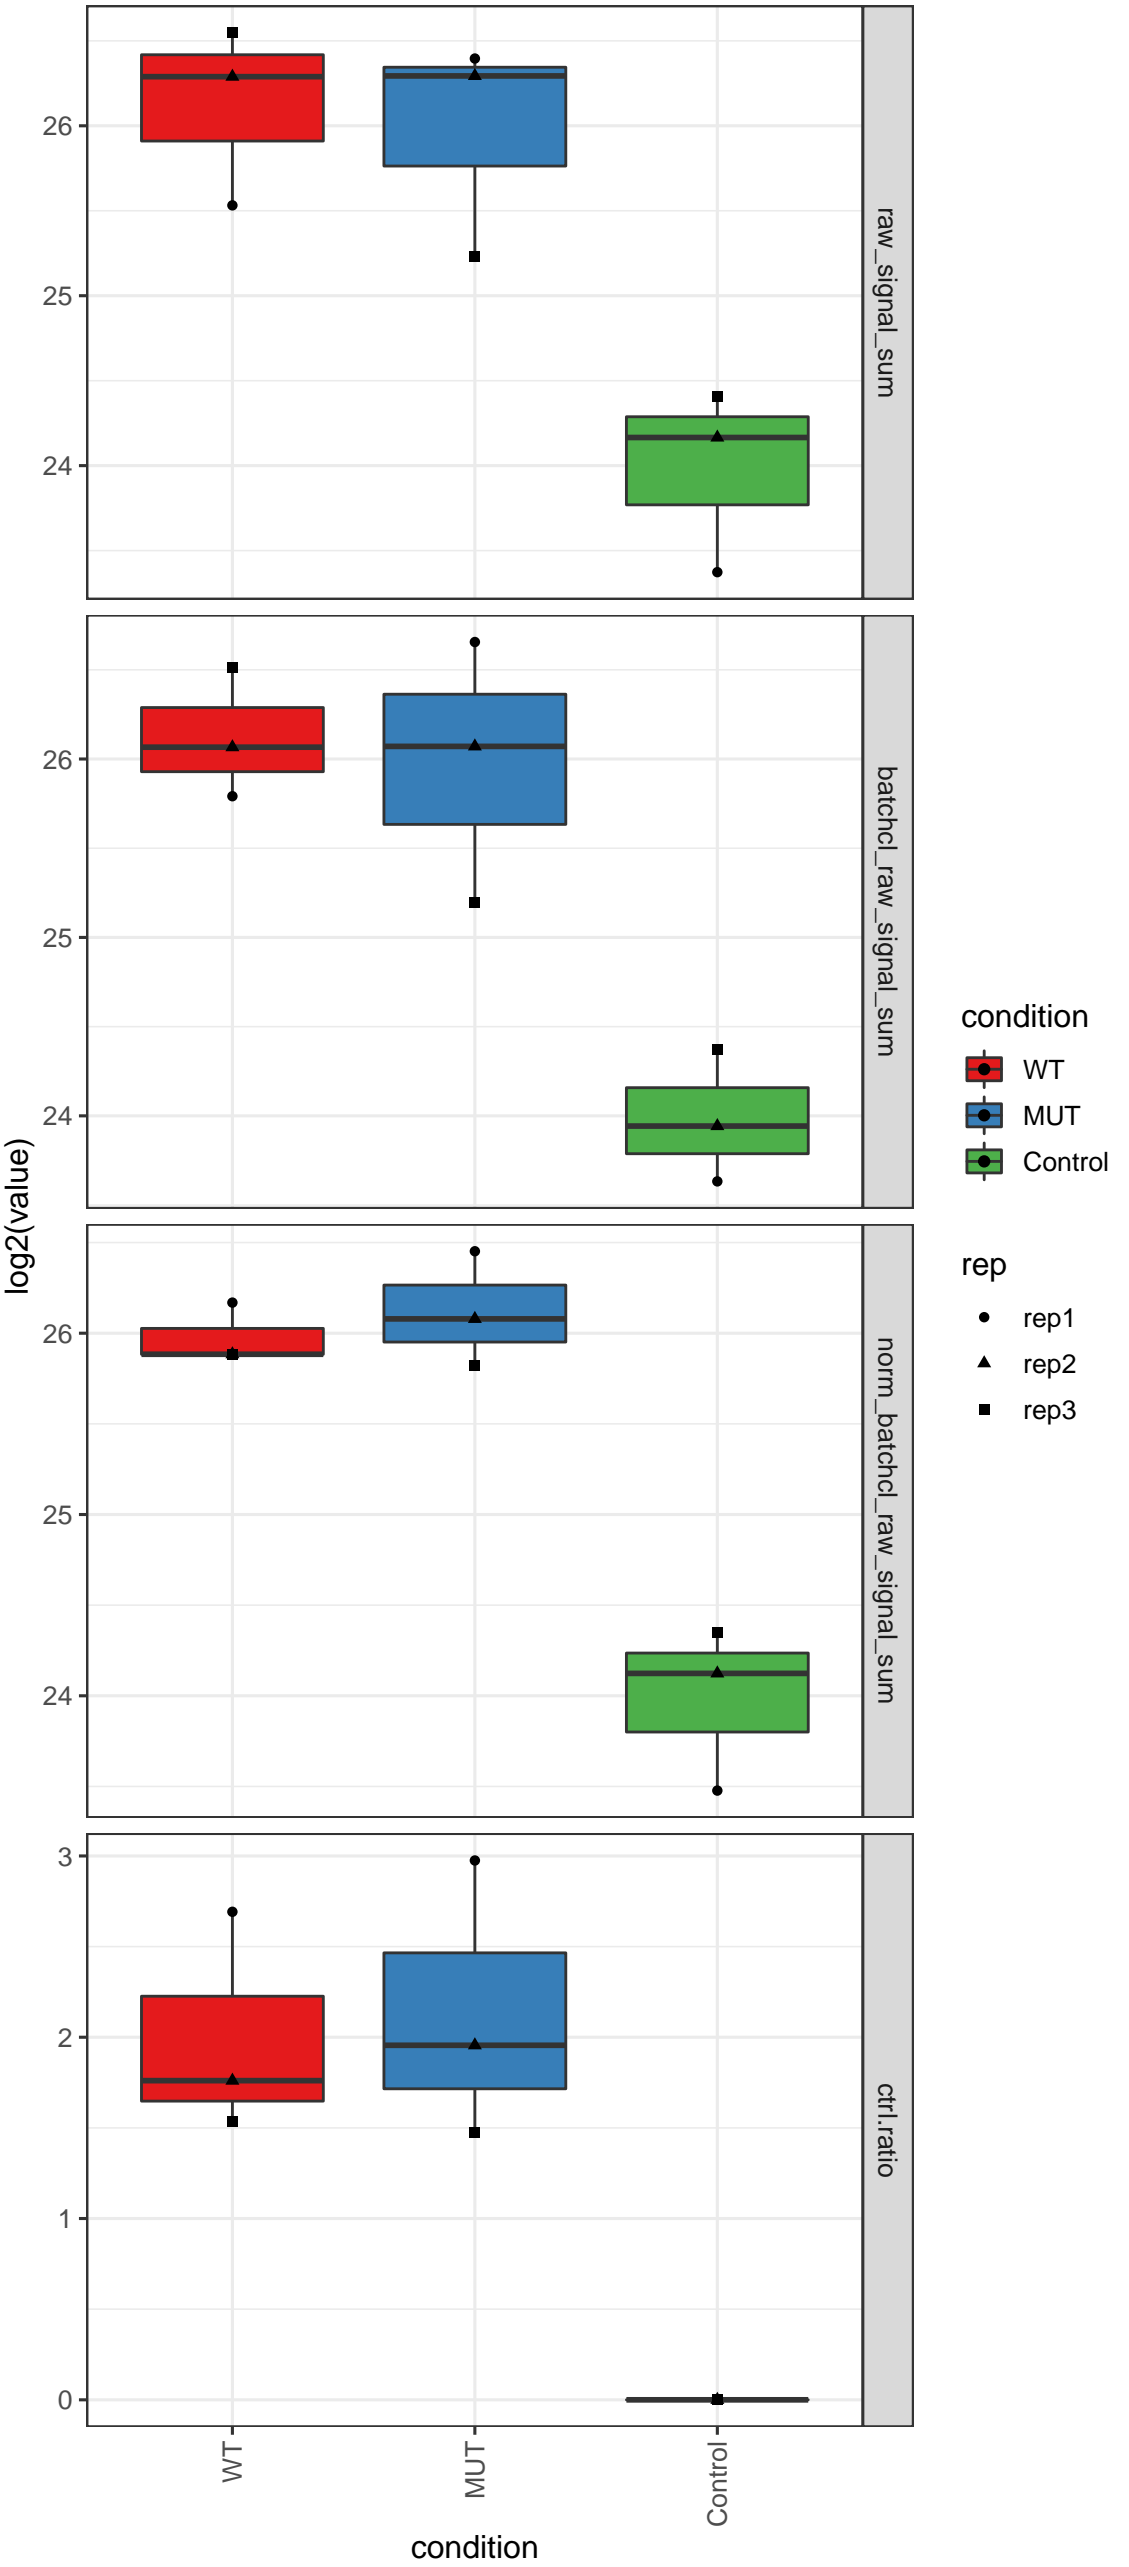 26
25
24
raw_signal_sum
26
25
24
batchcl_raw_signal_sum
26
25
24
norm_batchcl_raw_signal_sum
3
2
1
0
ctrl.ratio
log2(value)
WT
MUT
Control
condition
condition
WT
MUT
Control
rep
rep1
rep2
rep3